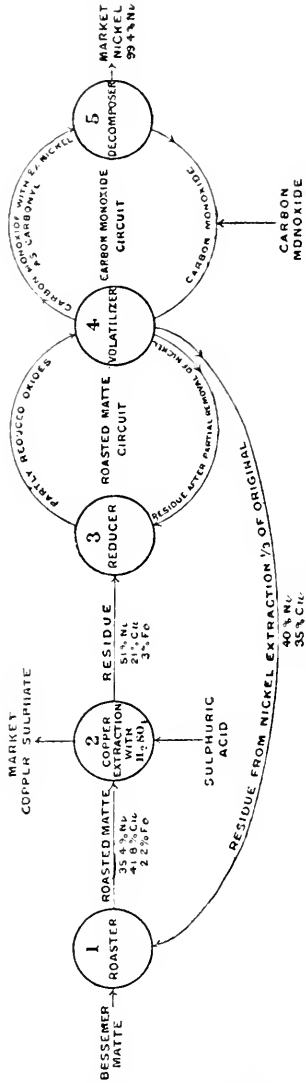 BESSEMER
MATTE
1
ROASTER
ROASTED MATTE
35 4 % Ni
41 8 % Cu
2 2 % Fe
MARKET
COPPER SULPHATE
2
COPPER
EXTRACTION
WITH
H2SO4
SULPHURIC
ACID
RESIDUE
51 % Ni
21 % Cu
3 % Fe
3
REDUCER
PARTLY REDUCED OXIDES
ROASTED MATTE
CIRCUIT
RESIDUE AFTER PARTIAL REMOVAL OF NICKEL
4
VOLATILIZER
CARBON MONOXIDE WITH 2% NICKEL
CARBON AS CARBONYL
CARBON MONOXIDE
CIRCUIT
CARBON MONOXIDE
5
DECOMPOSER
MARKET
NICKEL
99 4 % Ni
CARBON
MONOXIDE
RESIDUE FROM NICKEL EXTRACTION 1/3 OF ORIGINAL
40 % Ni
35 % Cu